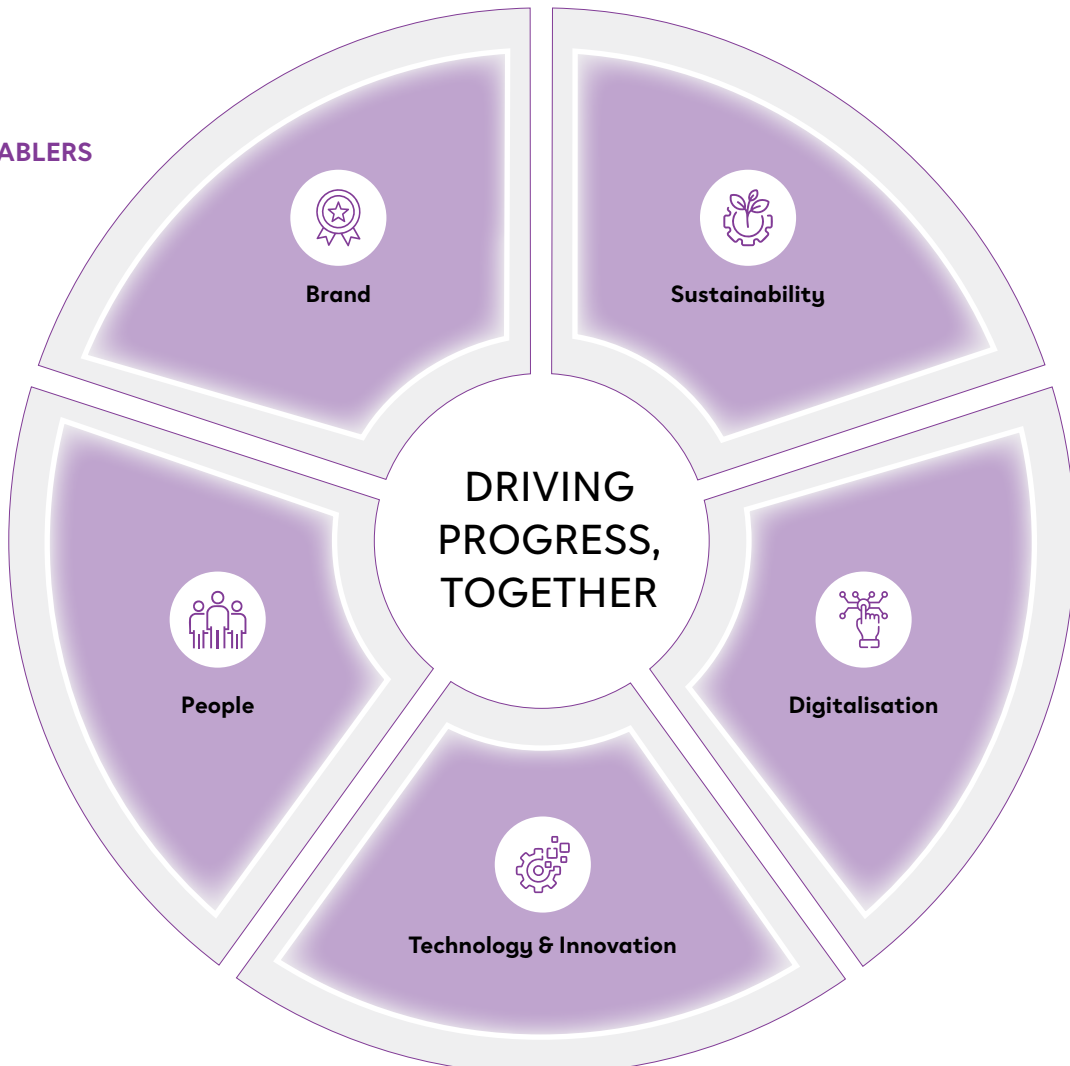 ABLERS
Brand
Sustainability
DRIVING
PROGRESS,
TOGETHER
People
Digitalisation
Technology & Innovation